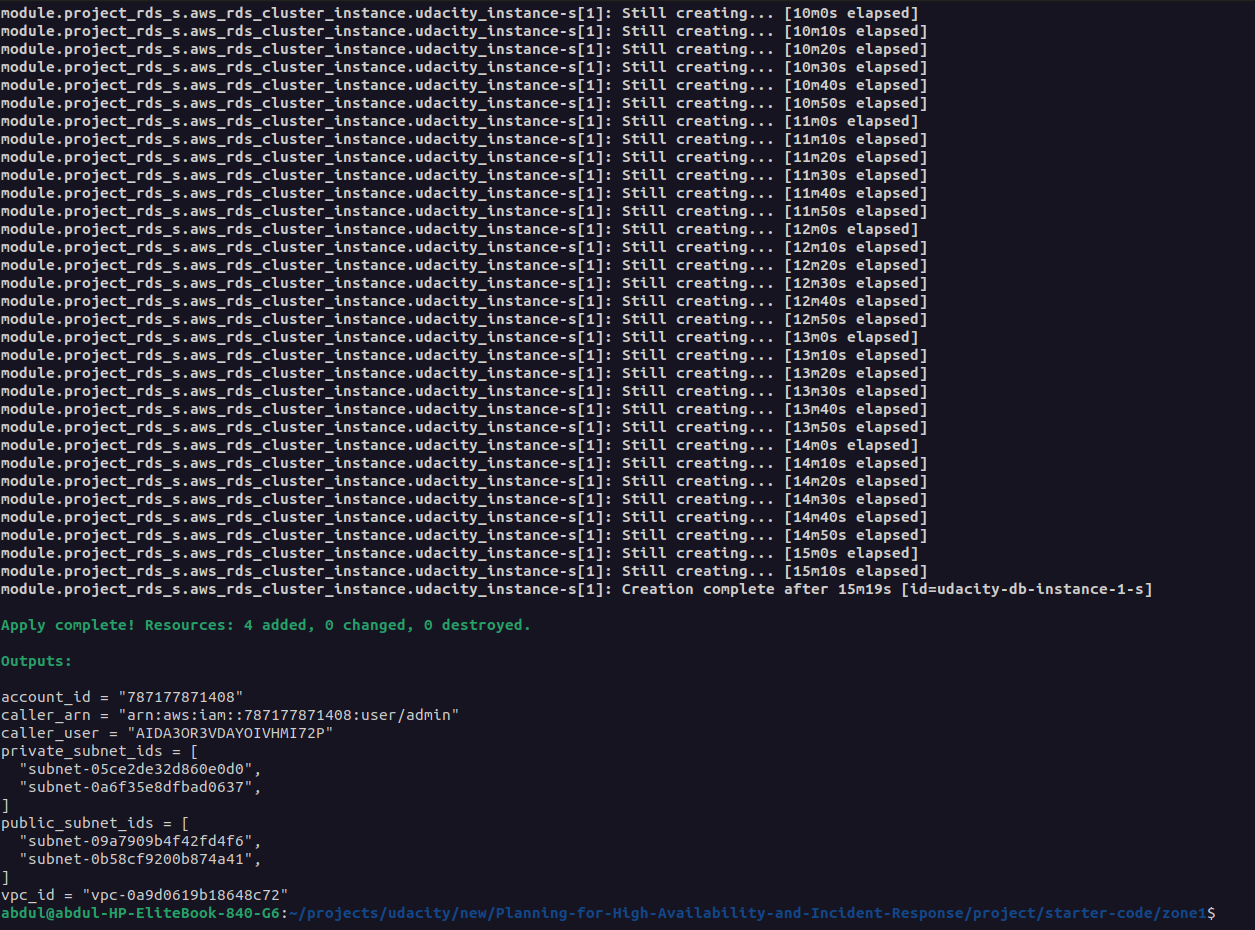 module.project_rds_s.aws_rds_cluster_instance.udacity_instance-s[1]: Still creating... [10m0s elapsed]
module.project_rds_s.aws_rds_cluster_instance.udacity_instance-s[1]: Still creating... [10m10s elapsed]
module.project_rds_s.aws_rds_cluster_instance.udacity_instance-s[1]: Still creating... [10m20s elapsed]
module.project_rds_s.aws_rds_cluster_instance.udacity_instance-s[1]: Still creating... [10m30s elapsed]
module.project_rds_s.aws_rds_cluster_instance.udacity_instance-s[1]: Still creating... [10m40s elapsed]
module.project_rds_s.aws_rds_cluster_instance.udacity_instance-s[1]: Still creating... [10m50s elapsed]
module.project_rds_s.aws_rds_cluster_instance.udacity_instance-s[1]: Still creating... [11m0s elapsed]
module.project_rds_s.aws_rds_cluster_instance.udacity_instance-s[1]: Still creating... [11m10s elapsed]
module.project_rds_s.aws_rds_cluster_instance.udacity_instance-s[1]: Still creating... [11m20s elapsed]
module.project_rds_s.aws_rds_cluster_instance.udacity_instance-s[1]: Still creating... [11m30s elapsed]
module.project_rds_s.aws_rds_cluster_instance.udacity_instance-s[1]: Still creating... [11m40s elapsed]
module.project_rds_s.aws_rds_cluster_instance.udacity_instance-s[1]: Still creating... [11m50s elapsed]
module.project_rds_s.aws_rds_cluster_instance.udacity_instance-s[1]: Still creating... [12m0s elapsed]
module.project_rds_s.aws_rds_cluster_instance.udacity_instance-s[1]: Still creating... [12m10s elapsed]
module.project_rds_s.aws_rds_cluster_instance.udacity_instance-s[1]: Still creating... [12m20s elapsed]
module.project_rds_s.aws_rds_cluster_instance.udacity_instance-s[1]: Still creating... [12m30s elapsed]
module.project_rds_s.aws_rds_cluster_instance.udacity_instance-s[1]: Still creating... [12m40s elapsed]
module.project_rds_s.aws_rds_cluster_instance.udacity_instance-s[1]: Still creating... [12m50s elapsed]
module.project_rds_s.aws_rds_cluster_instance.udacity_instance-s[1]: Still creating... [13m0s elapsed]
module.project_rds_s.aws_rds_cluster_instance.udacity_instance-s[1]: Still creating... [13m10s elapsed]
module.project_rds_s.aws_rds_cluster_instance.udacity_instance-s[1]: Still creating... [13m20s elapsed]
module.project_rds_s.aws_rds_cluster_instance.udacity_instance-s[1]: Still creating... [13m30s elapsed]
module.project_rds_s.aws_rds_cluster_instance.udacity_instance-s[1]: Still creating... [13m40s elapsed]
module.project_rds_s.aws_rds_cluster_instance.udacity_instance-s[1]: Still creating... [13m50s elapsed]
module.project_rds_s.aws_rds_cluster_instance.udacity_instance-s[1]: Still creating... [14m0s elapsed]
module.project_rds_s.aws_rds_cluster_instance.udacity_instance-s[1]: Still creating... [14m10s elapsed]
module.project_rds_s.aws_rds_cluster_instance.udacity_instance-s[1]: Still creating... [14m20s elapsed]
module.project_rds_s.aws_rds_cluster_instance.udacity_instance-s[1]: Still creating... [14m30s elapsed]
module.project_rds_s.aws_rds_cluster_instance.udacity_instance-s[1]: Still creating... [14m40s elapsed]
module.project_rds_s.aws_rds_cluster_instance.udacity_instance-s[1]: Still creating... [14m50s elapsed]
module.project_rds_s.aws_rds_cluster_instance.udacity_instance-s[1]: Still creating... [15m0s elapsed]
module.project_rds_s.aws_rds_cluster_instance.udacity_instance-s[1]: Still creating... [15m10s elapsed]
module.project_rds_s.aws_rds_cluster_instance.udacity_instance-s[1]: Creation complete after 15m19s [id=udacity-db-instance-1-s]
Apply complete! Resources: 4 added, 0 changed, 0 destroyed.
Outputs:
account_id = "787177871408"
caller_arn = "arn:aws:iam::787177871408:user/admin"
caller_user = "AIDA3OR3VDAYOIVHMI72P"
private_subnet_ids = [
  "subnet-05ce2de32d860e0d0",
  "subnet-0a6f35e8dfbad0637",
]
public_subnet_ids = [
  "subnet-09a7909b4f42fd4f6",
  "subnet-0b58cf9200b874a41",
]
vpc_id = "vpc-0a9d0619b18648c72"
abdul@abdul-HP-EliteBook-840-G6:~/projects/udacity/new/Planning-for-High-Availability-and-Incident-Response/project/starter-code/zone1$